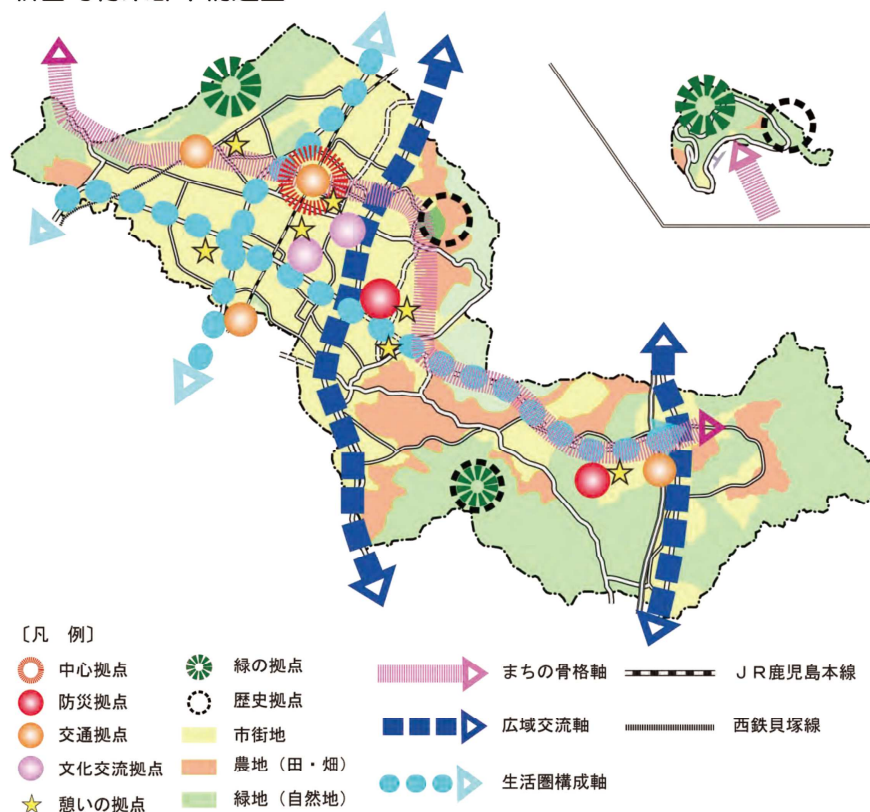 〔凡　例〕
中心拠点
防災拠点
交通拠点
文化交流拠点
憩いの拠点
緑の拠点
歴史拠点
市街地
農地（田・畑）
緑地（自然地）
まちの骨格軸
広域交流軸
生活圏構成軸
ＪＲ鹿児島本線
西鉄貝塚線